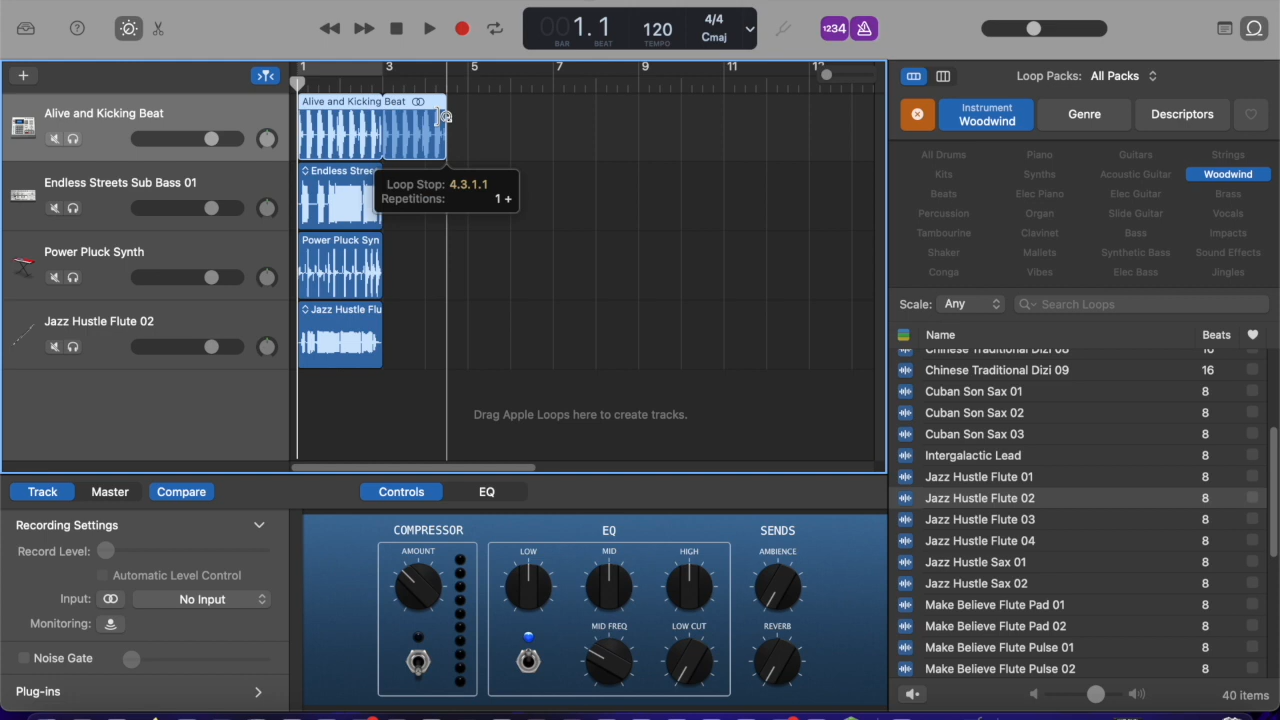 1.1
BAR
BEAT
120
TEMPO
4/4
Cmaj
1234
1
3
5
7
9
11
Alive and Kicking Beat
Endless Streets Sub Bass 01
Power Pluck Synth
Jazz Hustle Flute 02
Alive and Kicking Beat
Endless Stree
Loop Stop: 4.3.1.1
Repetitions: 1 +
Power Pluck Syn
Jazz Hustle Flu
Drag Apple Loops here to create tracks.
Loop Packs: All Packs
Instrument
Woodwind
Genre
Descriptors
All Drums Piano Guitars Strings
Kits Synths Acoustic Guitar Woodwind
Beats Elec Piano Elec Guitar Brass
Percussion Organ Slide Guitar Vocals
Tambourine Clavinet Bass Impacts
Shaker Mallets Synthetic Bass Sound Effects
Conga Vibes Elec Bass Jingles
Scale: Any
Search Loops
Name Beats
Chinese Traditional Dizi 08 16
Chinese Traditional Dizi 09 16
Cuban Son Sax 01 8
Cuban Son Sax 02 8
Cuban Son Sax 03 8
Intergalactic Lead 8
Jazz Hustle Flute 01 8
Jazz Hustle Flute 02 8
Jazz Hustle Flute 03 8
Jazz Hustle Flute 04 8
Jazz Hustle Sax 01 8
Jazz Hustle Sax 02 8
Make Believe Flute Pad 01 8
Make Believe Flute Pad 02 8
Make Believe Flute Pulse 01 8
Make Believe Flute Pulse 02 8
40 items
Track Master Compare
Controls EQ
Recording Settings
Record Level:
Automatic Level Control
Input: No Input
Monitoring:
Noise Gate
Plug-ins
COMPRESSOR
AMOUNT
EQ
LOW MID HIGH
MID FREQ LOW CUT
SENDS
AMBIENCE
REVERB